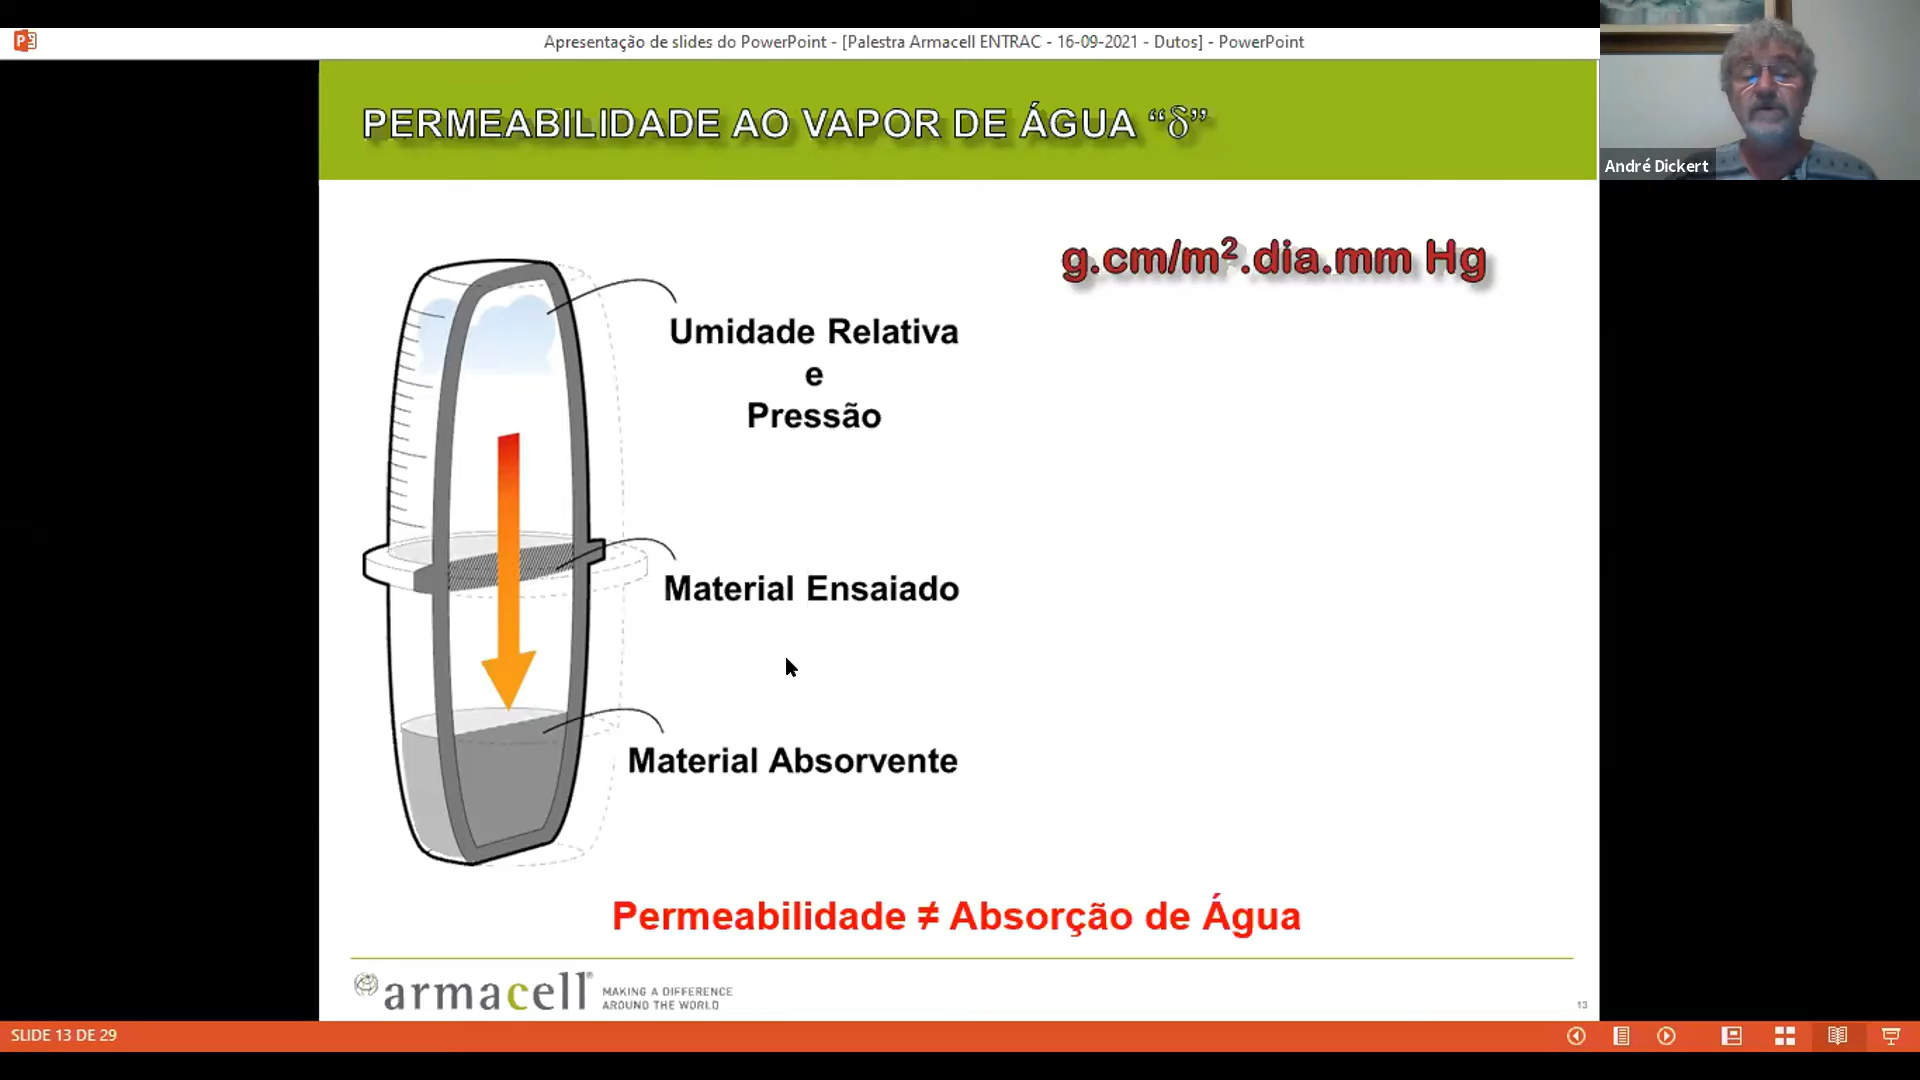 Apresentação de slides do PowerPoint - [Palestra Armacell ENTRAC - 16-09-2021 - Dutos] - PowerPoint
André Dickert
PERMEABILIDADE AO VAPOR DE ÁGUA “δ”
g.cm/m².dia.mm Hg
Umidade Relativa
e
Pressão
Material Ensaiado
Material Absorvente
Permeabilidade ≠ Absorção de Água
armacell®
MAKING A DIFFERENCE
AROUND THE WORLD
13
SLIDE 13 DE 29